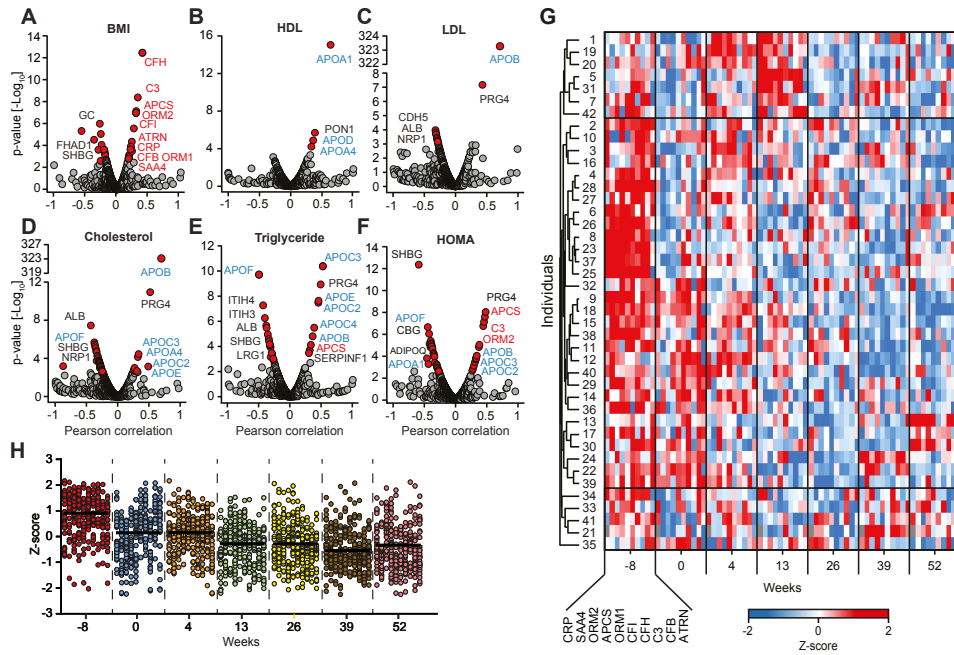 A
BMI
p-value [-Log10]
14
12
10
8
6
4
2
0
CFH
C3
APCS
ORM2
CFI
ATRN
CRP
CFB ORM1
SAA4
GC
FHAD1
SHBG
-1 -0.5 0 0.5 1
B
HDL
16
12
8
4
0
APOA1
PON1
APOD
APOA4
-1 -0.5 0 0.5 1
C
LDL
324
323
322
8
6
4
3
2
1
0
APOB
PRG4
CDH5
ALB
NRP1
-1 -0.5 0 0.5 1
D
Cholesterol
p-value [-Log10]
327
323
319
12
8
4
0
APOB
PRG4
ALB
APOF
SHBG
NRP1
APOC3
APOA4
APOC2
APOE
-1 -0.5 0 0.5 1
Pearson correlation
E
Triglyceride
12
10
8
6
4
2
0
APOC3
APOF
PRG4
APOE
APOC2
ITIH4
ITIH3
ALB
SHBG
LRG1
APOC4
APOB
APCS
SERPINF1
-1 -0.5 0 0.5 1
Pearson correlation
F
HOMA
14
12
10
8
6
4
2
0
SHBG
PRG4
APCS
APOF
CBG
C3
ORM2
ADIPOQ
APOA1
APOB
APOC3
APOC2
-1 -0.5 0 0.5 1
Pearson correlation
G
Individuals
1
19
20
5
31
7
42
2
10
3
16
4
28
27
6
26
23
37
25
32
9
18
15
38
11
12
40
29
14
36
13
17
30
24
22
39
34
33
41
21
35
-8 0 4 13 26 39 52
Weeks
CRP
SAA4
ORM2
APCS
ORM1
CFI
CFH
C3
CFB
ATRN
-2 0 2
Z-score
H
Z-score
3
2
1
0
-1
-2
-3
-8 0 4 13 26 39 52
Weeks